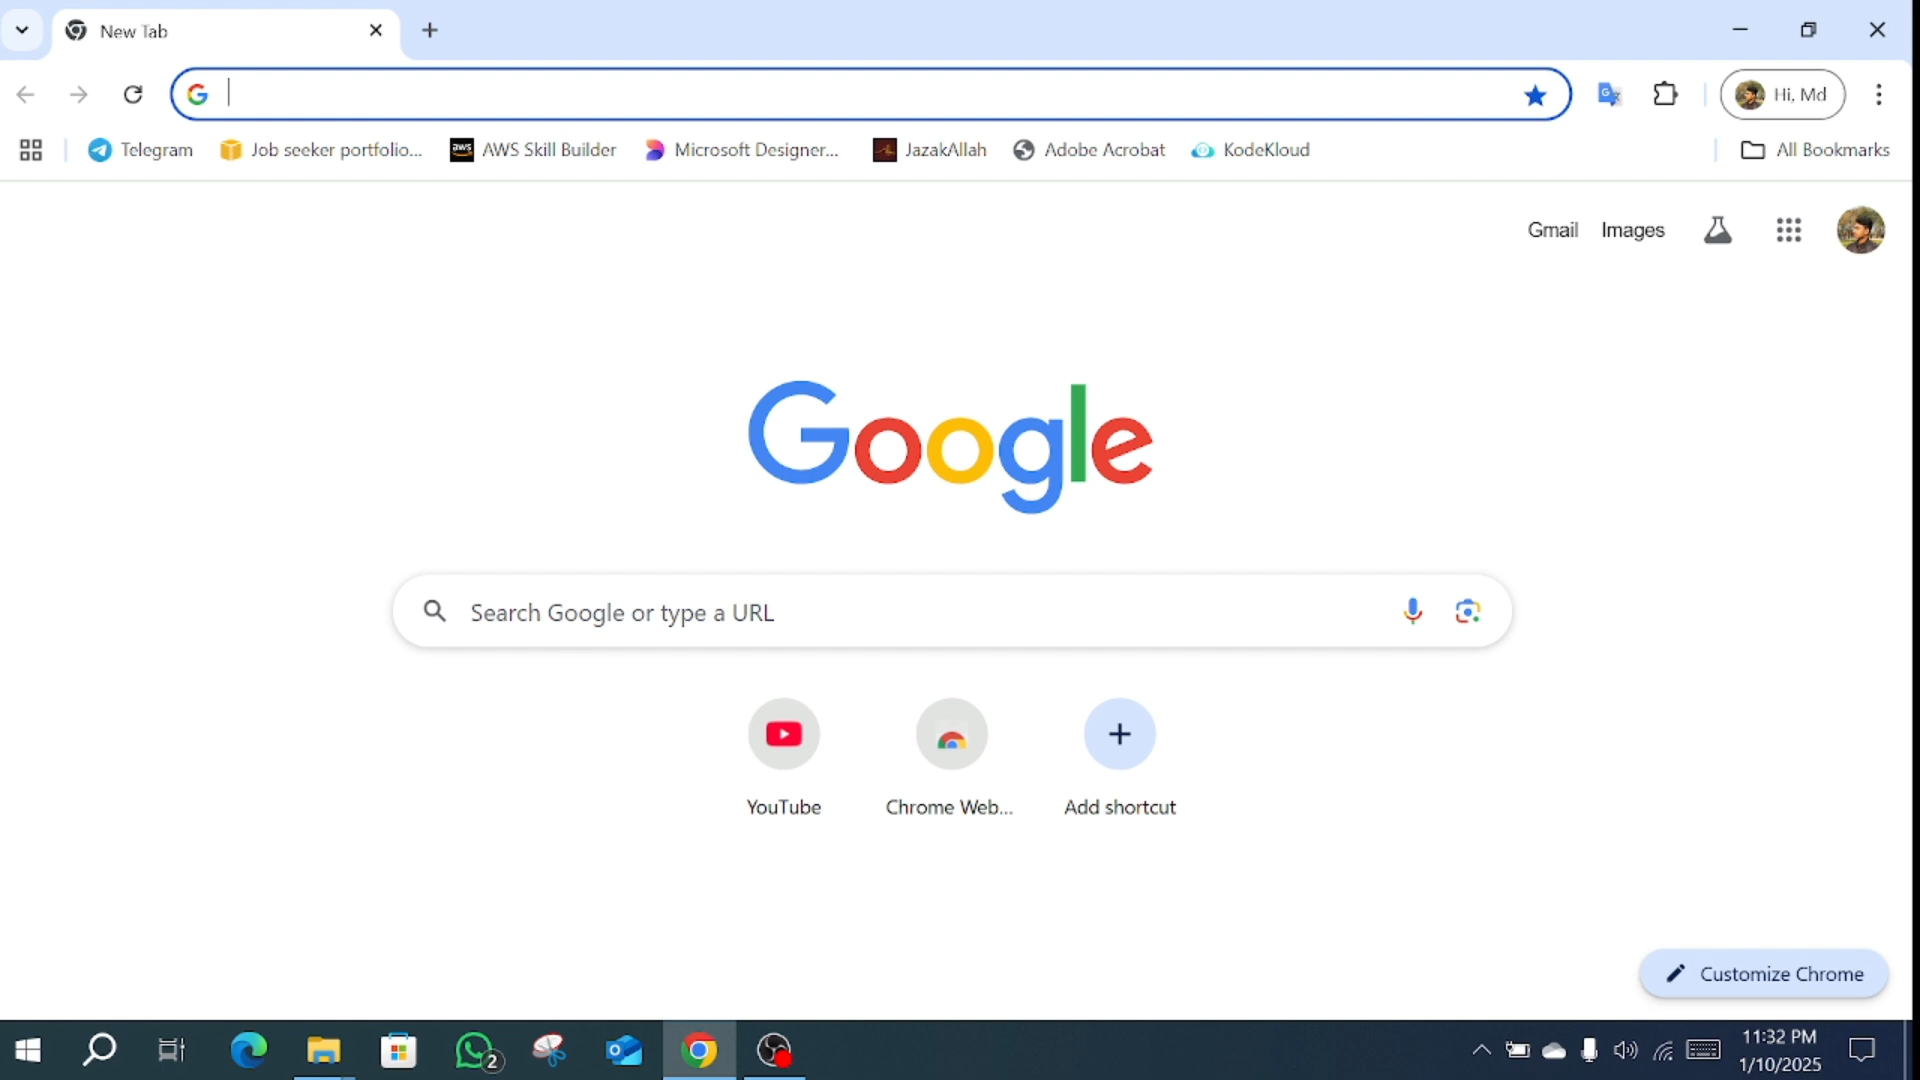 New Tab
Hi, Md
Telegram
Job seeker portfolio...
aws AWS Skill Builder
Microsoft Designer...
JazakAllah
Adobe Acrobat
KodeKloud
All Bookmarks
Gmail
Images
Google
Search Google or type a URL
YouTube
Chrome Web...
Add shortcut
Customize Chrome
2
11:32 PM
1/10/2025